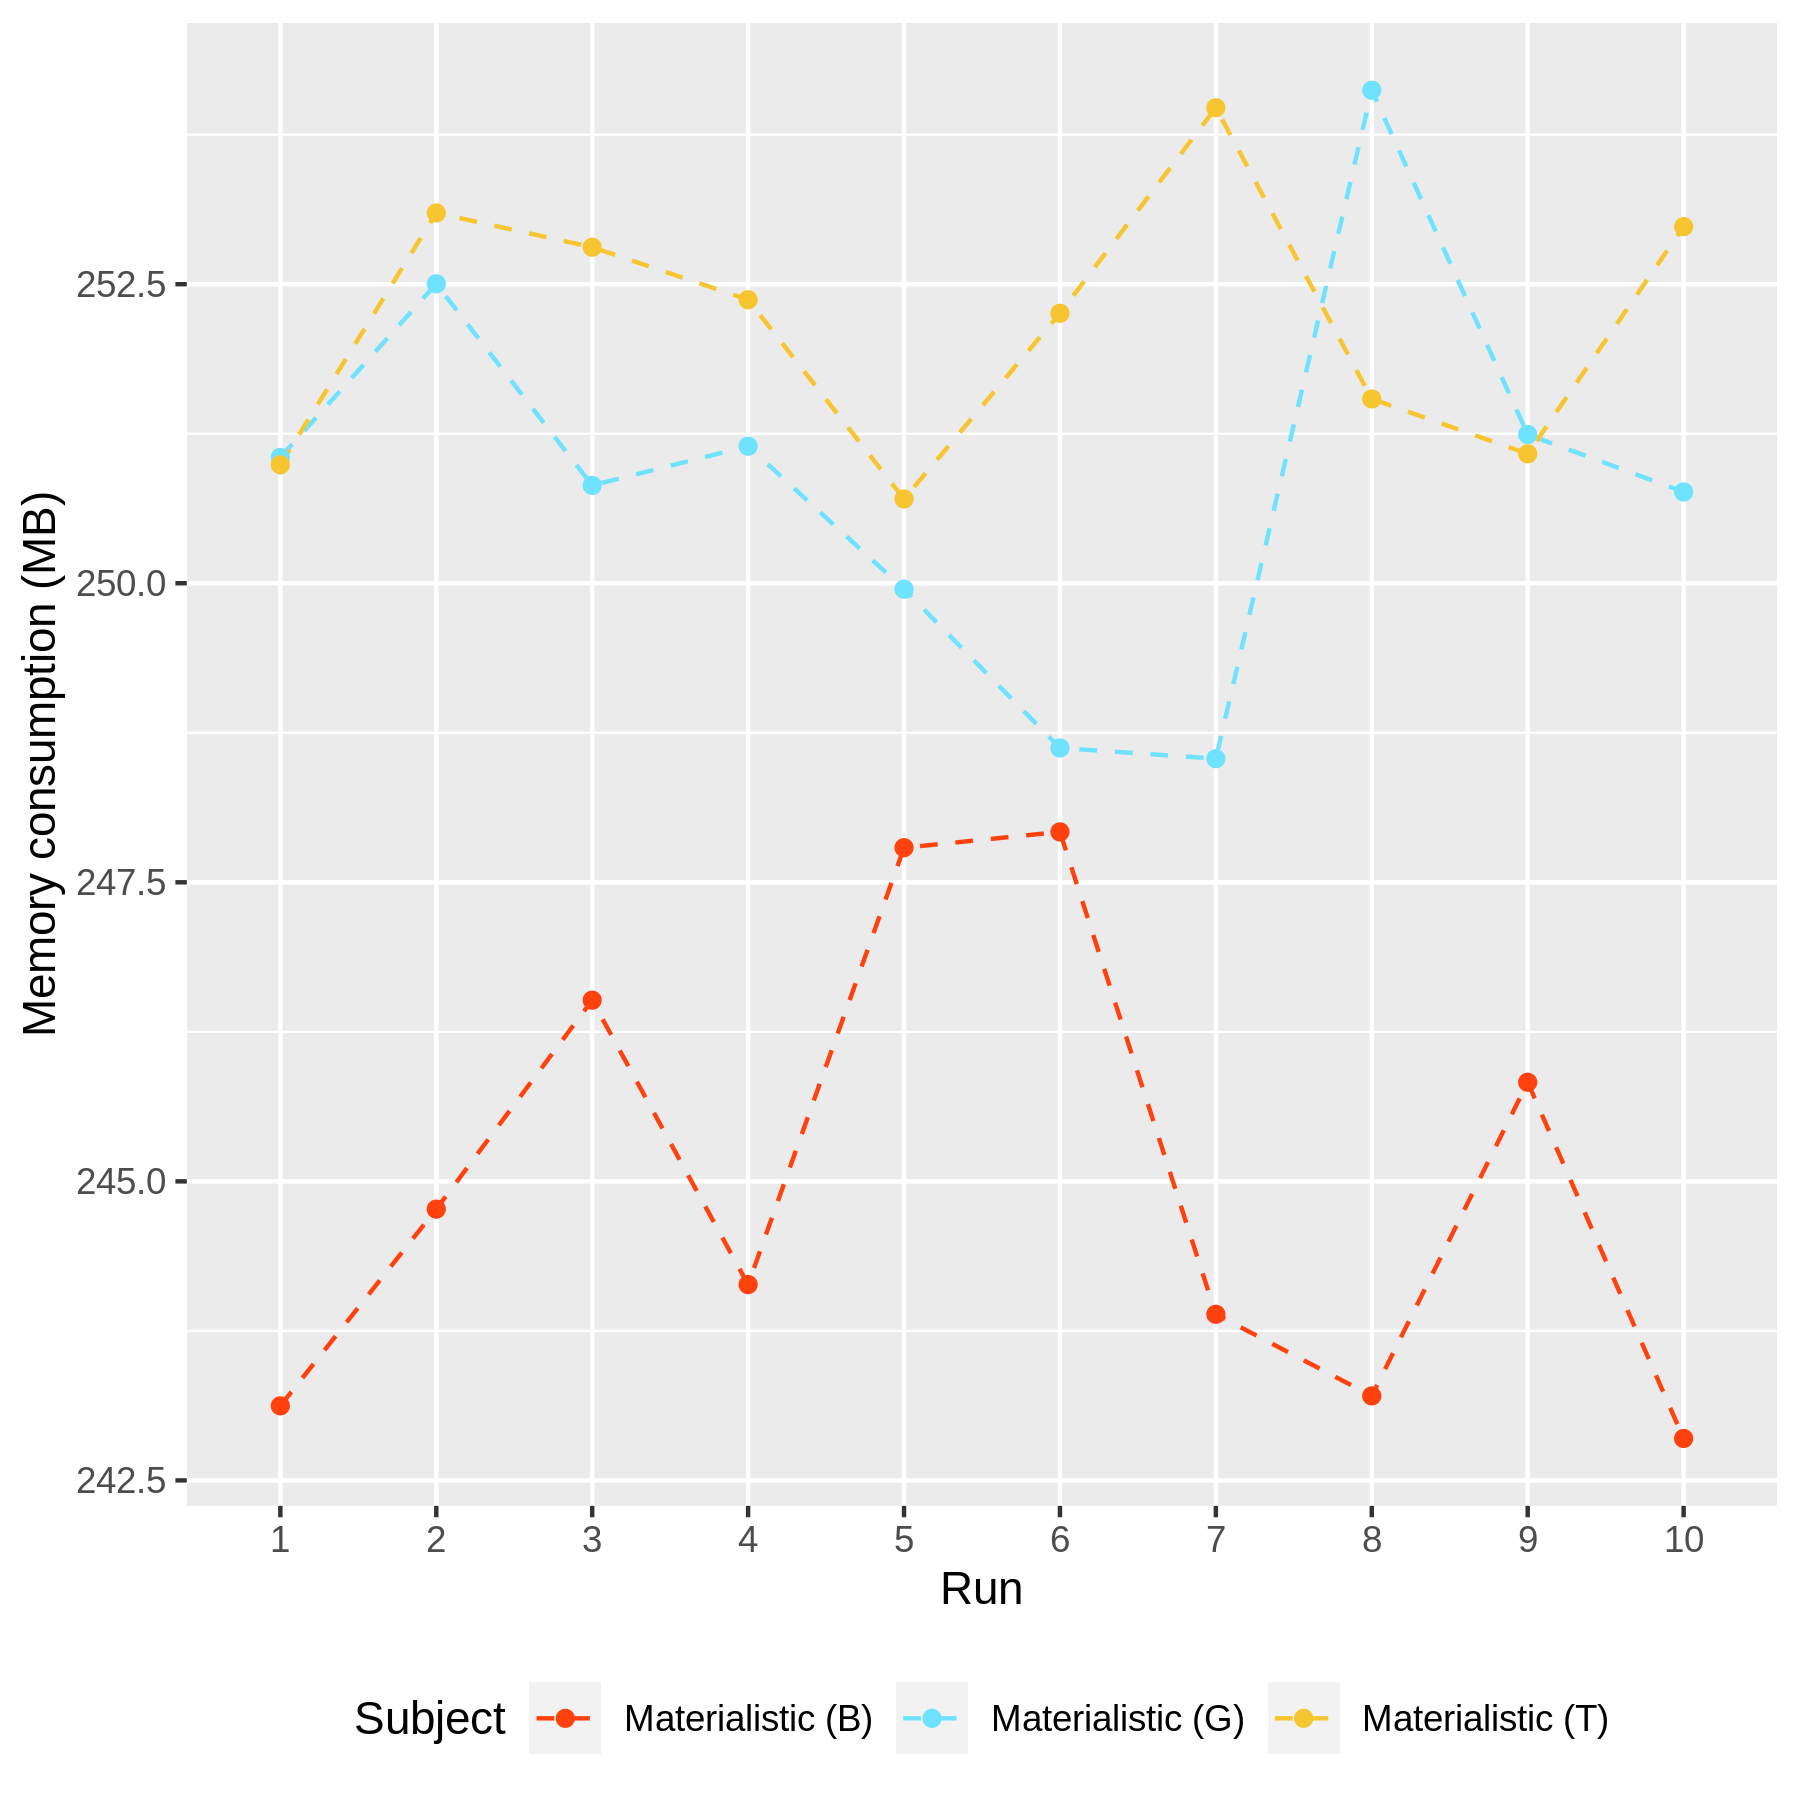 Memory consumption (MB)
252.5
250.0
247.5
245.0
242.5
1 2 3 4 5 6 7 8 9 10
Run
Subject Materialistic (B) Materialistic (G) Materialistic (T)